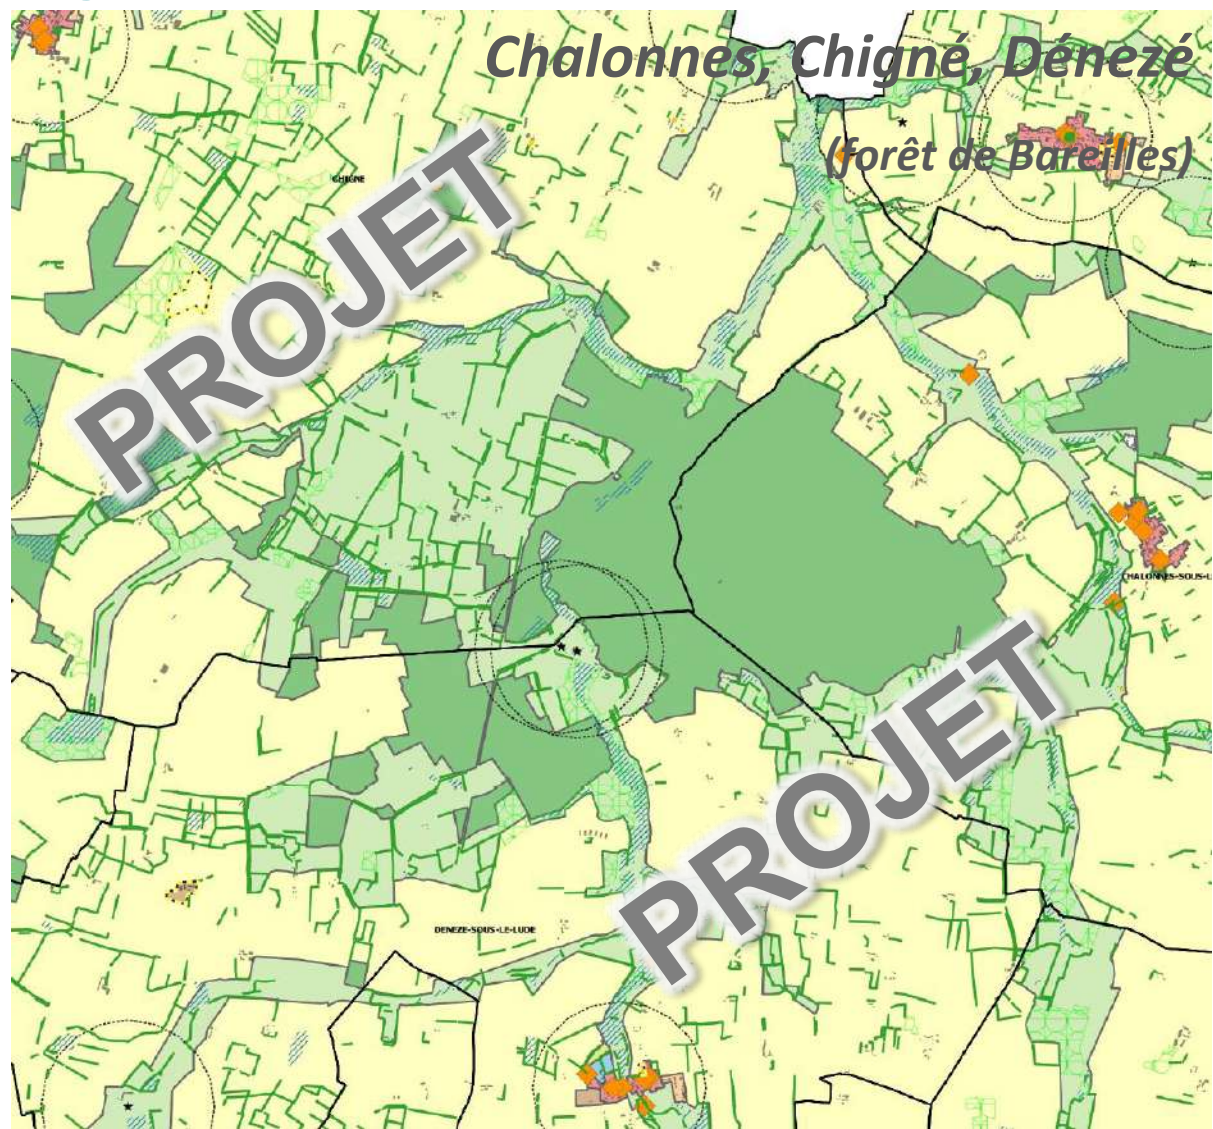 Chalonnes, Chigné, Dénezé
(forêt de Bareilles)
CHIGNE
PROJET
CHALONNES-SOUS-L
PROJET
DENEZE-SOUS-LE-LUDE